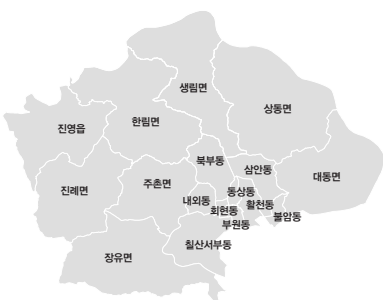 생림면
상동면
한림면
진영읍
북부동
삼안동
대동면
주촌면
진례면
동상동
내외동
활천동
회현동
불암동
부원동
칠산서부동
장유면